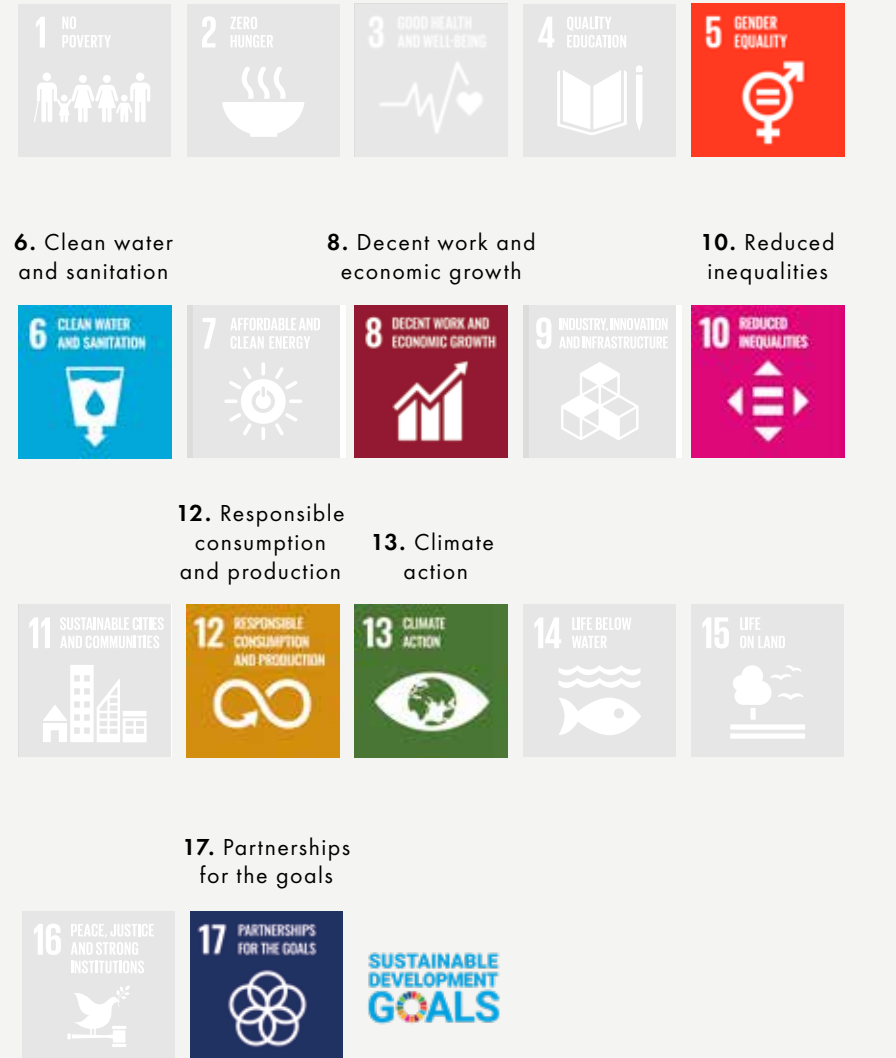 1 NO
POVERTY
2 ZERO
HUNGER
3 GOOD HEALTH
AND WELL-BEING
4 QUALITY
EDUCATION
5 GENDER
EQUALITY
6. Clean water
and sanitation
8. Decent work and
economic growth
10. Reduced
inequalities
6 CLEAN WATER
AND SANITATION
7 AFFORDABLE AND
CLEAN ENERGY
8 DECENT WORK AND
ECONOMIC GROWTH
9 INDUSTRY, INNOVATION
AND INFRASTRUCTURE
10 REDUCED
INEQUALITIES
12. Responsible
consumption
and production
13. Climate
action
11 SUSTAINABLE CITIES
AND COMMUNITIES
12 RESPONSIBLE
CONSUMPTION
AND PRODUCTION
13 CLIMATE
ACTION
14 LIFE BELOW
WATER
15 LIFE
ON LAND
17. Partnerships
for the goals
16 PEACE, JUSTICE
AND STRONG
INSTITUTIONS
17 PARTNERSHIPS
FOR THE GOALS
SUSTAINABLE
DEVELOPMENT
GOALS